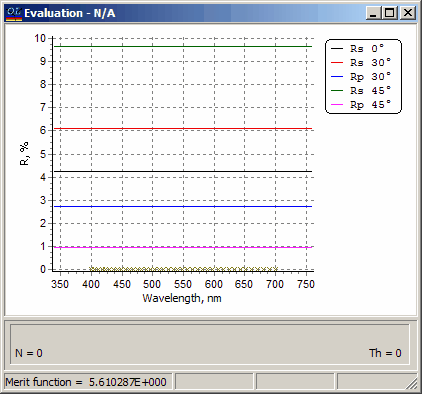 OL Evaluation - N/A
10
9
8
7
6
5
4
3
2
1
0
R, %
350 400 450 500 550 600 650 700 750
Wavelength, nm
Rs 0°
Rs 30°
Rp 30°
Rs 45°
Rp 45°
N = 0 Th = 0
Merit function = 5.610287E+000